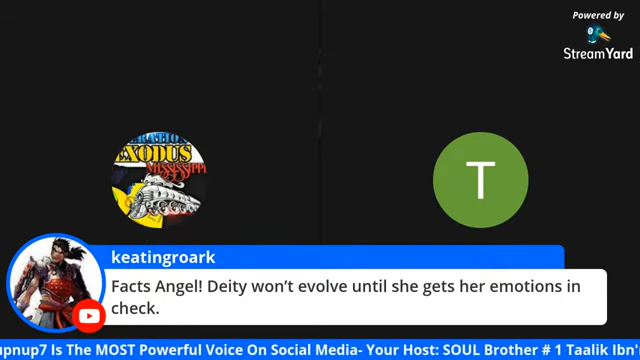 Powered by
StreamYard
EXODUS
MISSISSIPPI
T
keatingroark
Facts Angel! Deity won’t evolve until she gets her emotions in
check.
upnup7 Is The MOST Powerful Voice On Social Media- Your Host: SOUL Brother # 1 Taalik Ibn'